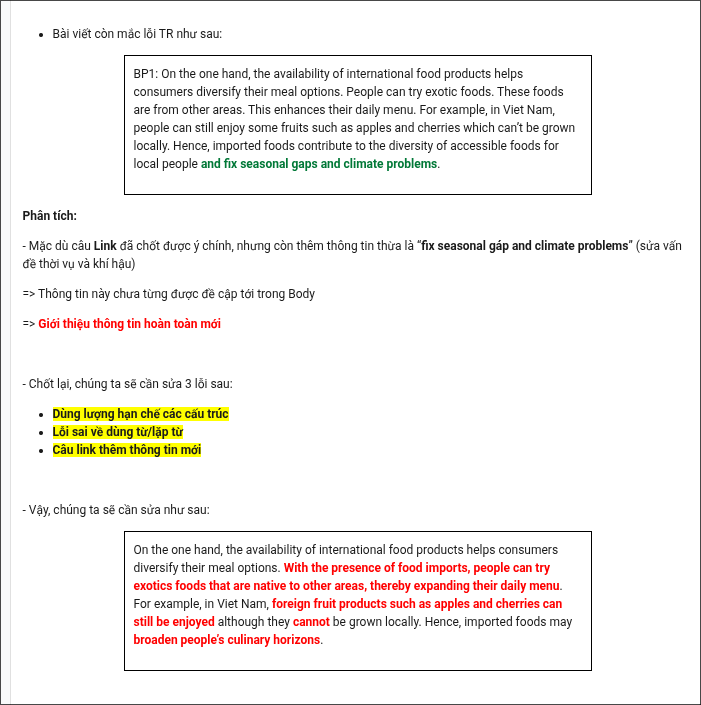 Bài viết còn mắc lỗi TR như sau:
BP1: On the one hand, the availability of international food products helps
consumers diversify their meal options. People can try exotic foods. These foods
are from other areas. This enhances their daily menu. For example, in Viet Nam,
people can still enjoy some fruits such as apples and cherries which can’t be grown
locally. Hence, imported foods contribute to the diversity of accessible foods for
local people and fix seasonal gaps and climate problems.
Phân tích:
- Mặc dù câu Link đã chốt được ý chính, nhưng còn thêm thông tin thừa là “fix seasonal gáp and climate problems” (sửa vấn
đề thời vụ và khí hậu)
=> Thông tin này chưa từng được đề cập tới trong Body
=> Giới thiệu thông tin hoàn toàn mới
- Chốt lại, chúng ta sẽ cần sửa 3 lỗi sau:
Dùng lượng hạn chế các cấu trúc
Lỗi sai về dùng từ/lặp từ
Câu link thêm thông tin mới
- Vậy, chúng ta sẽ cần sửa như sau:
On the one hand, the availability of international food products helps consumers
diversify their meal options. With the presence of food imports, people can try
exotics foods that are native to other areas, thereby expanding their daily menu.
For example, in Viet Nam, foreign fruit products such as apples and cherries can
still be enjoyed although they cannot be grown locally. Hence, imported foods may
broaden people’s culinary horizons.